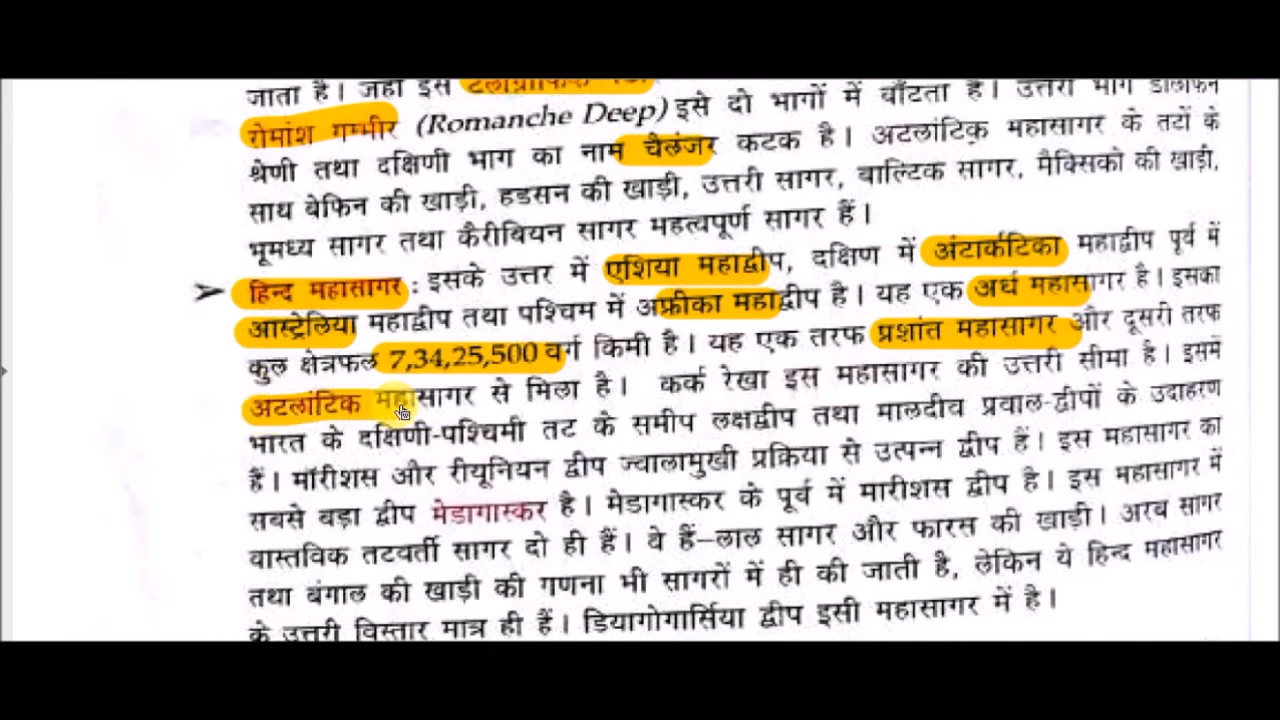 जाता है। जहाँ इसे टेलीग्राफिक
रोमांश गम्भीर (Romanche Deep) इसे दो भागों में बाँटता है। उत्तरी भाग डॉलफिन
श्रेणी तथा दक्षिणी भाग का नाम चैलेंजर कटक है। अटलांटिक महासागर के तटों के
साथ बेफिन की खाड़ी, हडसन की खाड़ी, उत्तरी सागर, बाल्टिक सागर, मैक्सिको की खाड़ी,
भूमध्य सागर तथा कैरीबियन सागर महत्वपूर्ण सागर हैं।
➤ हिन्द महासागर : इसके उत्तर में एशिया महाद्वीप, दक्षिण में अंटार्कटिका महाद्वीप पूर्व में
आस्ट्रेलिया महाद्वीप तथा पश्चिम में अफ्रीका महाद्वीप है। यह एक अर्ध महासागर है। इसका
कुल क्षेत्रफल 7,34,25,500 वर्ग किमी है। यह एक तरफ प्रशांत महासागर और दूसरी तरफ
अटलांटिक महासागर से मिला है। कर्क रेखा इस महासागर की उत्तरी सीमा है। इसमें
भारत के दक्षिणी-पश्चिमी तट के समीप लक्षद्वीप तथा मालदीव प्रवाल-द्वीपों के उदाहरण
हैं। मॉरीशस और रीयूनियन द्वीप ज्वालामुखी प्रक्रिया से उत्पन्न द्वीप हैं। इस महासागर का
सबसे बड़ा द्वीप मेडागास्कर है। मेडागास्कर के पूर्व में मारीशस द्वीप है। इस महासागर में
वास्तविक तटवर्ती सागर दो ही हैं। वे हैं–लाल सागर और फारस की खाड़ी। अरब सागर
तथा बंगाल की खाड़ी की गणना भी सागरों में ही की जाती है, लेकिन ये हिन्द महासागर
के उत्तरी विस्तार मात्र ही हैं। डियागोगार्सिया द्वीप इसी महासागर में है।